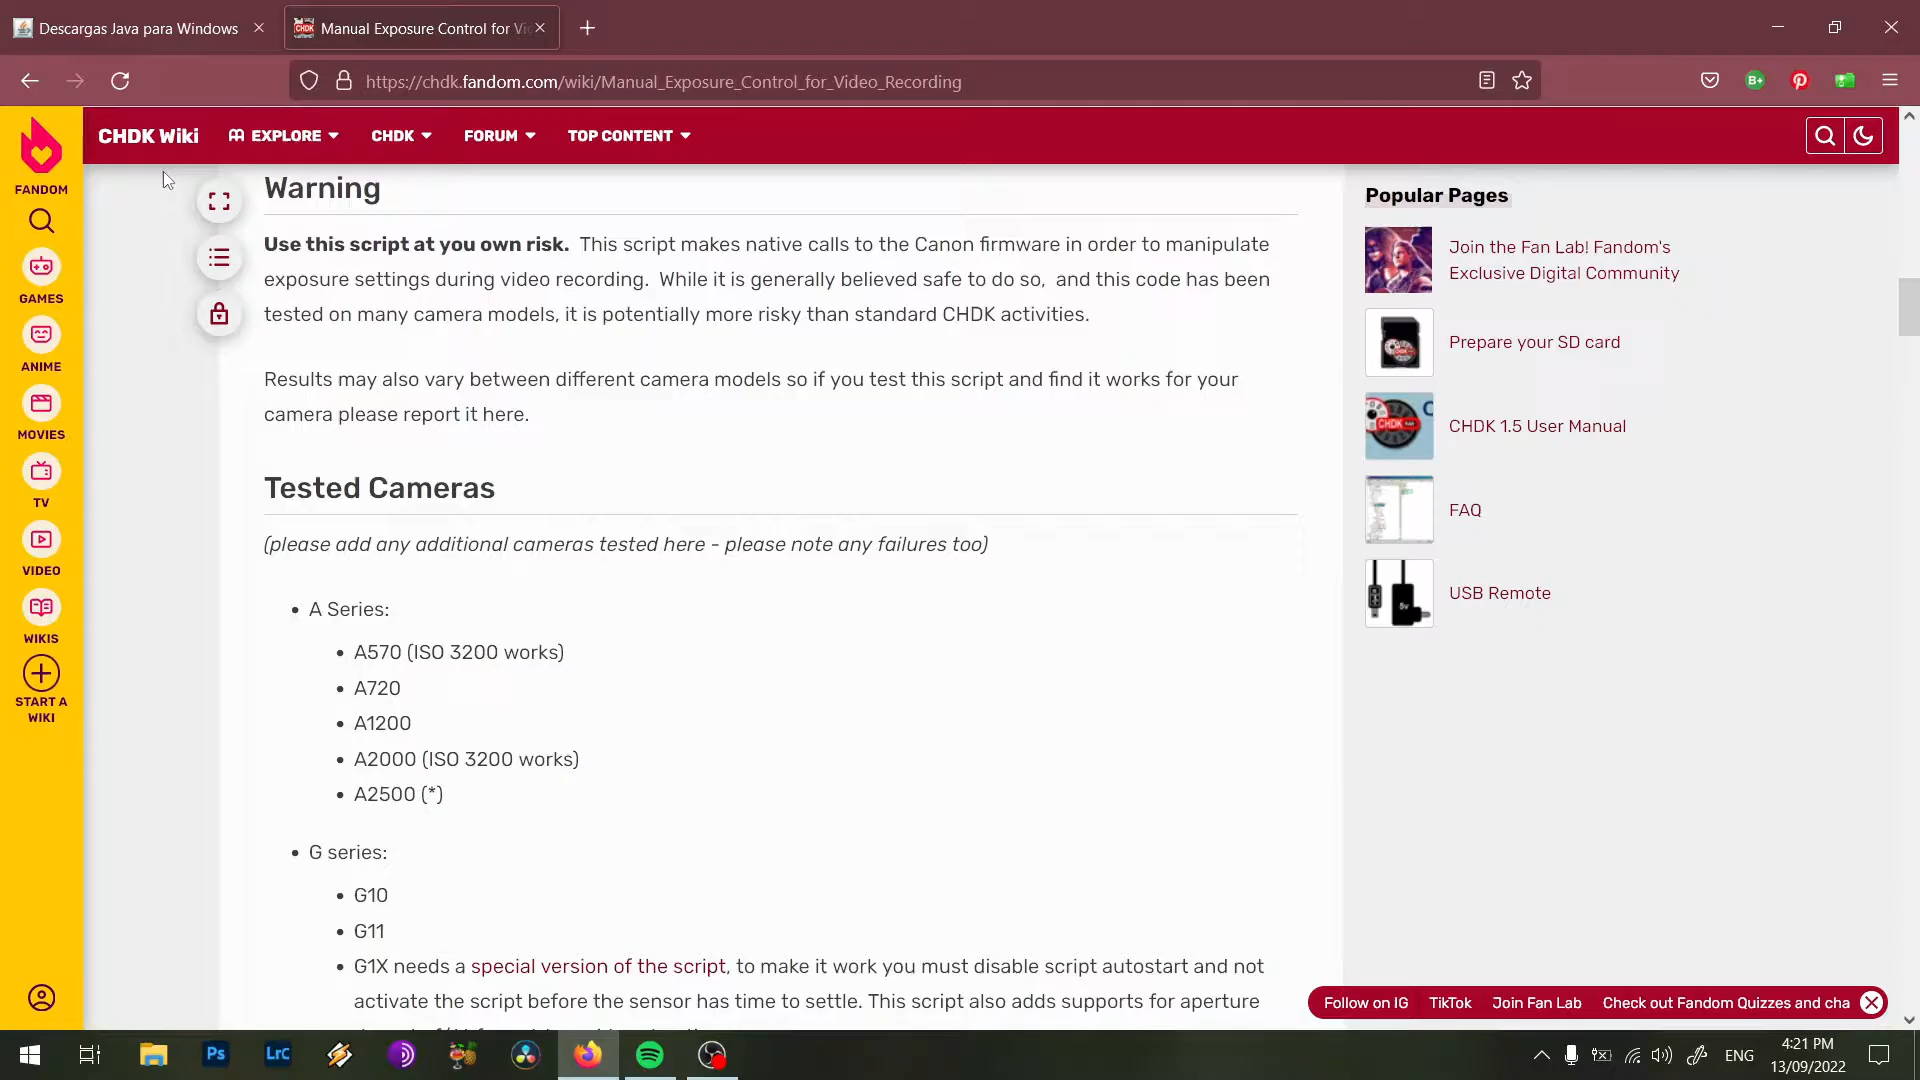 Descargas Java para Windows
Manual Exposure Control for Vi
https://chdk.fandom.com/wiki/Manual_Exposure_Control_for_Video_Recording
B+
FANDOM
GAMES
ANIME
MOVIES
TV
VIDEO
WIKIS
START A
WIKI
CHDK Wiki
EXPLORE
CHDK
FORUM
TOP CONTENT
Warning
Use this script at you own risk.  This script makes native calls to the Canon firmware in order to manipulate
exposure settings during video recording.  While it is generally believed safe to do so,  and this code has been
tested on many camera models, it is potentially more risky than standard CHDK activities.
Results may also vary between different camera models so if you test this script and find it works for your
camera please report it here.
Tested Cameras
(please add any additional cameras tested here - please note any failures too)
• A Series:
• A570 (ISO 3200 works)
• A720
• A1200
• A2000 (ISO 3200 works)
• A2500 (*)
• G series:
• G10
• G11
• G1X needs a special version of the script, to make it work you must disable script autostart and not
activate the script before the sensor has time to settle. This script also adds supports for aperture
Popular Pages
Join the Fan Lab! Fandom's
Exclusive Digital Community
Prepare your SD card
CHDK
CHDK 1.5 User Manual
FAQ
5v
USB Remote
Follow on IG
TikTok
Join Fan Lab
Check out Fandom Quizzes and cha
Ps
LrC
ENG
4:21 PM
13/09/2022